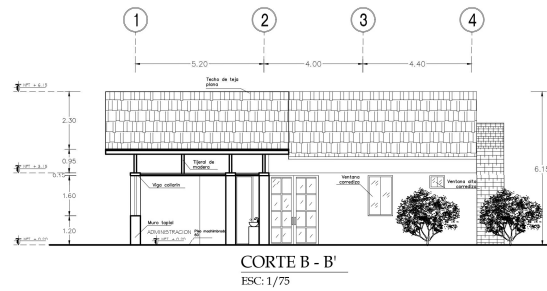 1 2 3 4
5.20 4.00 4.40
Techo de teja
plana
2.30
6.15
0.95
Tijeral de
madera
0.15
Viga collarin
Ventana
corrediza
Ventana alta
corrediza
1.60
Muro tapial
ADMINISTRACION
1.20
CORTE B - B'
ESC: 1/75